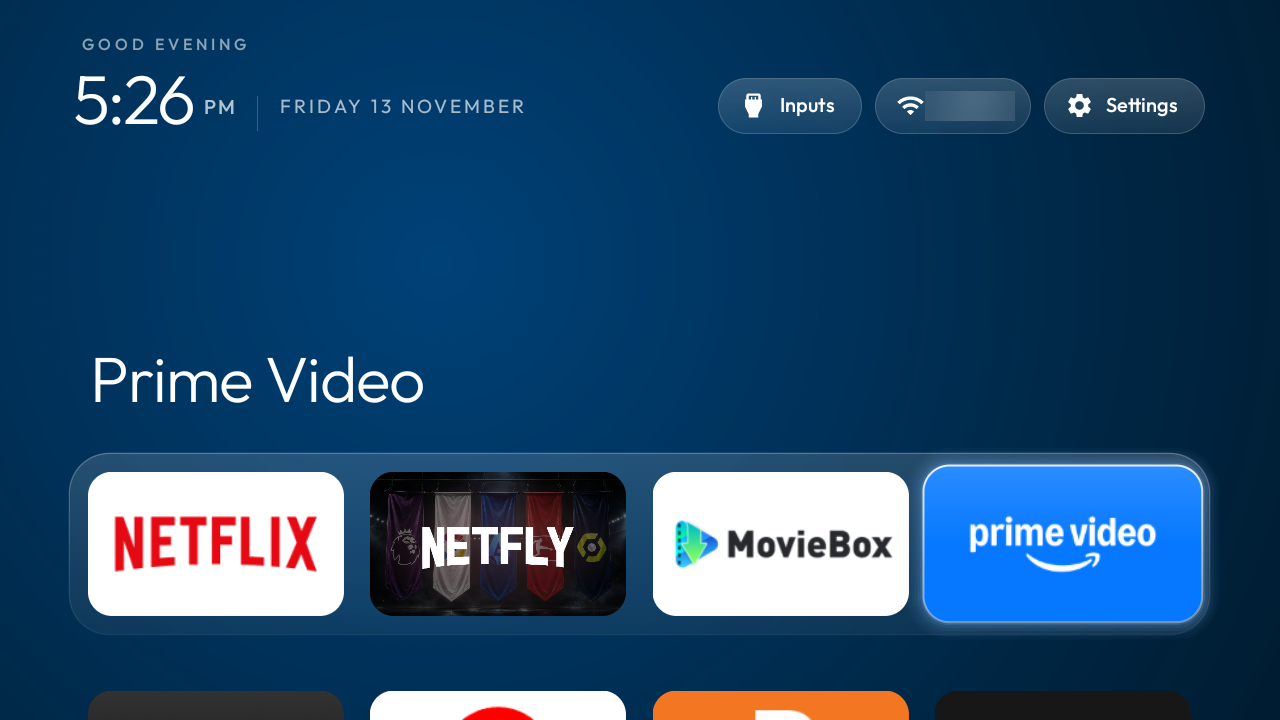 GOOD EVENING
5:26 PM
FRIDAY 13 NOVEMBER
Inputs
Settings
Prime Video
NETFLIX
NETFLY
MovieBox
prime video